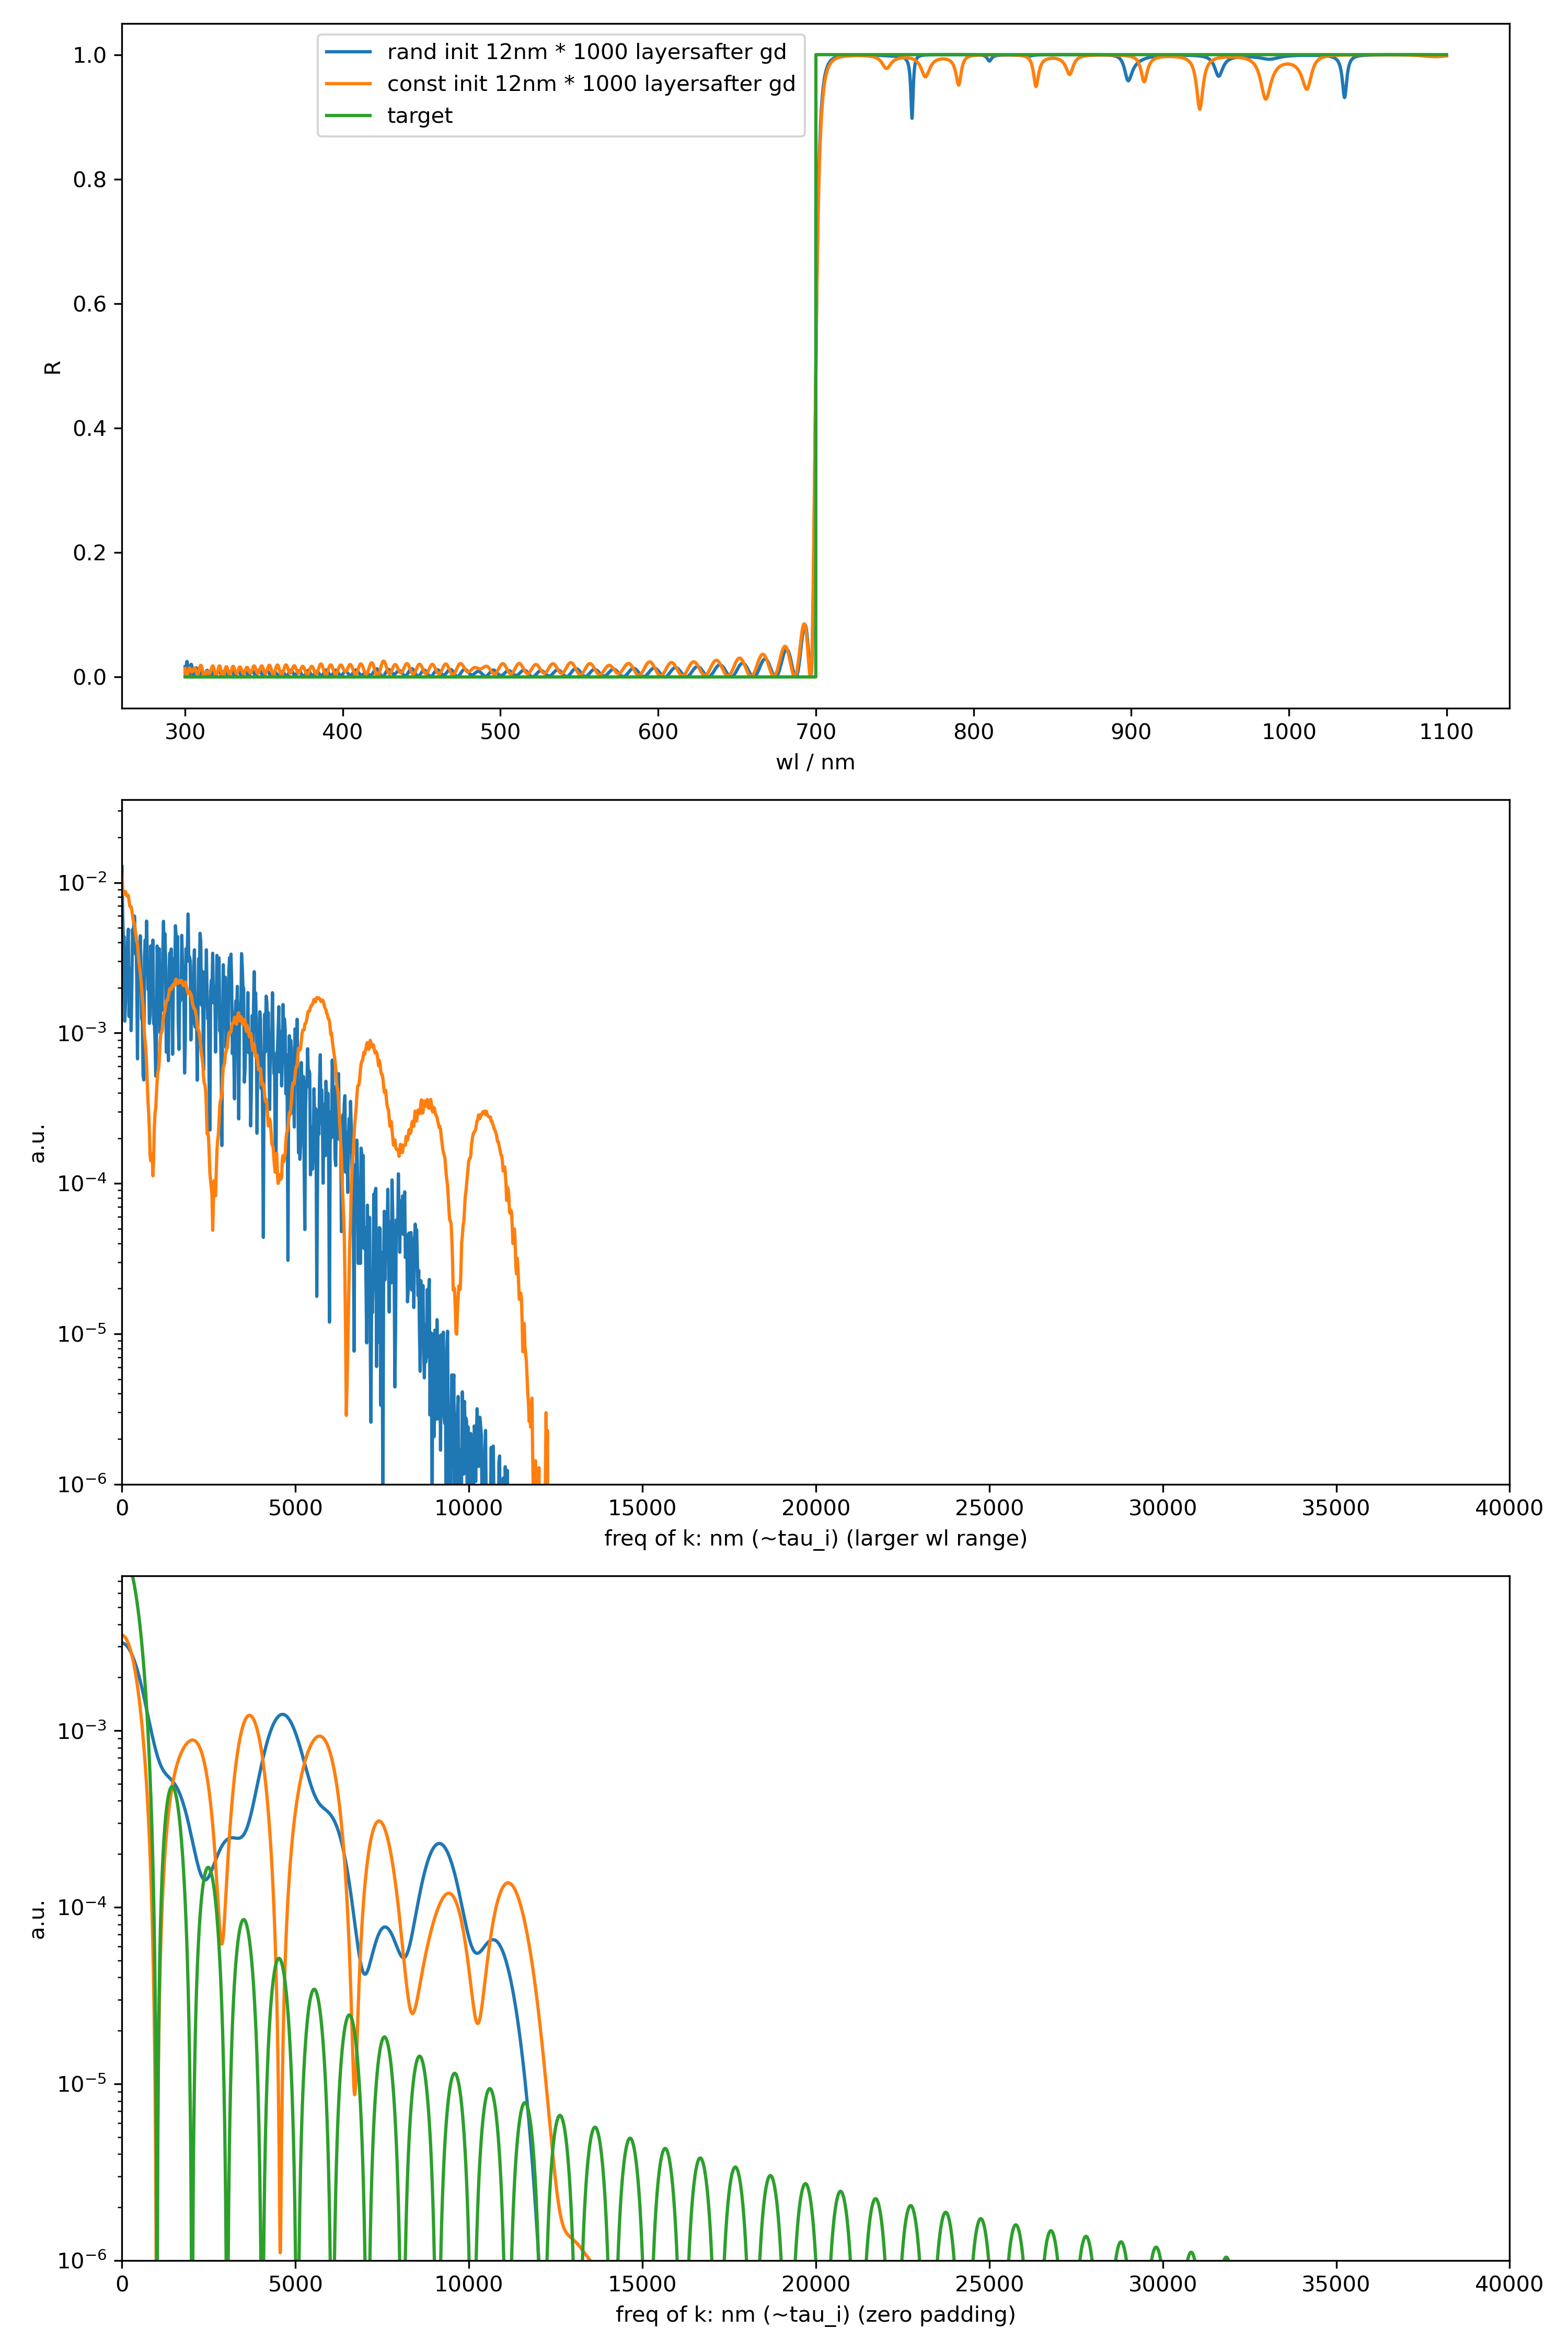 1.0
0.8
0.6
0.4
0.2
0.0
R
rand init 12nm * 1000 layersafter gd
const init 12nm * 1000 layersafter gd
target
300 400 500 600 700 800 900 1000 1100
wl / nm
10⁻²
10⁻³
10⁻⁴
10⁻⁵
10⁻⁶
a.u.
0 5000 10000 15000 20000 25000 30000 35000 40000
freq of k: nm (~tau_i) (larger wl range)
10⁻³
10⁻⁴
10⁻⁵
10⁻⁶
a.u.
0 5000 10000 15000 20000 25000 30000 35000 40000
freq of k: nm (~tau_i) (zero padding)